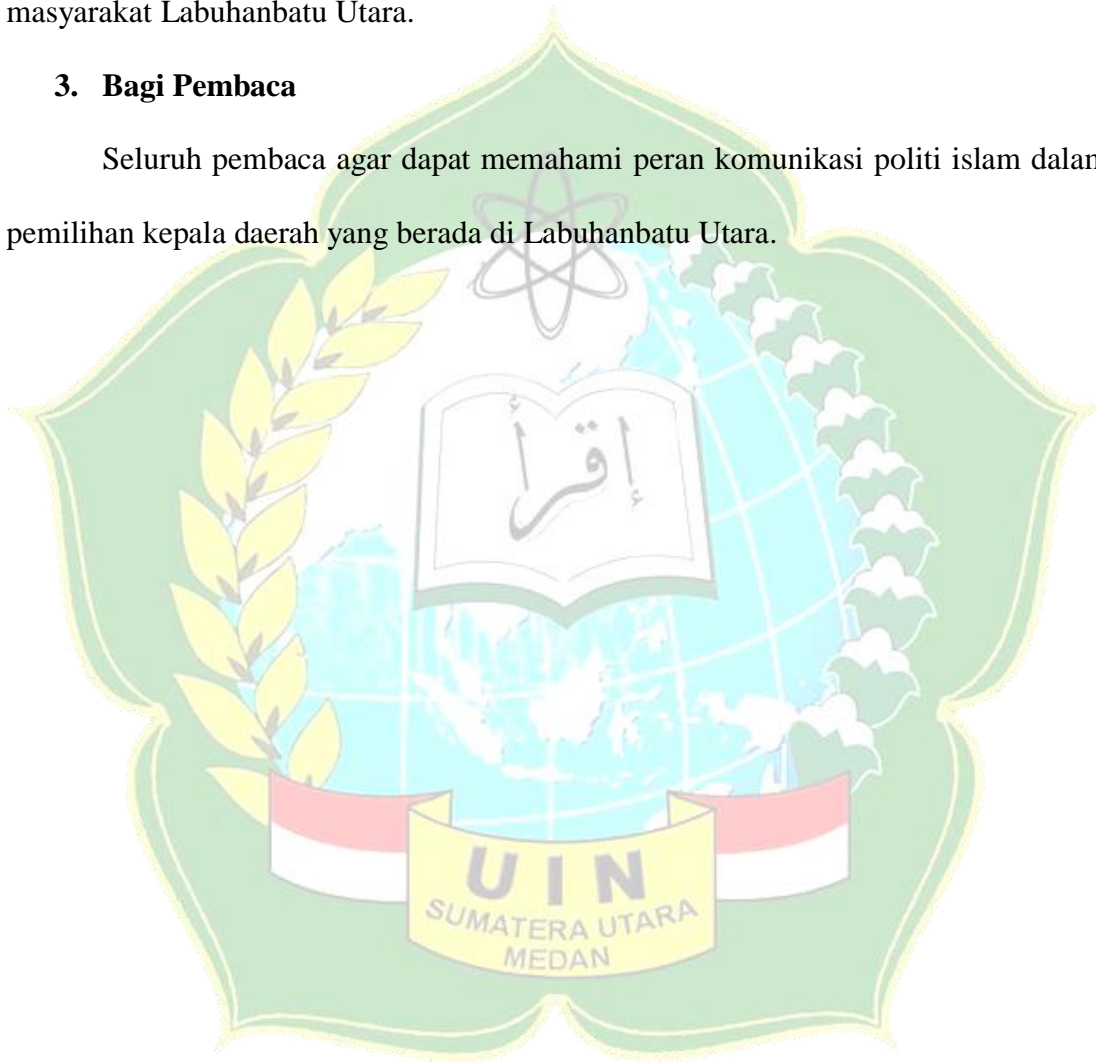 masyarakat Labuhanbatu Utara.
3. Bagi Pembaca
Seluruh pembaca agar dapat memahami peran komunikasi politi islam dalam
pemilihan kepala daerah yang berada di Labuhanbatu Utara.
إقرأ
UIN
SUMATERA UTARA
MEDAN